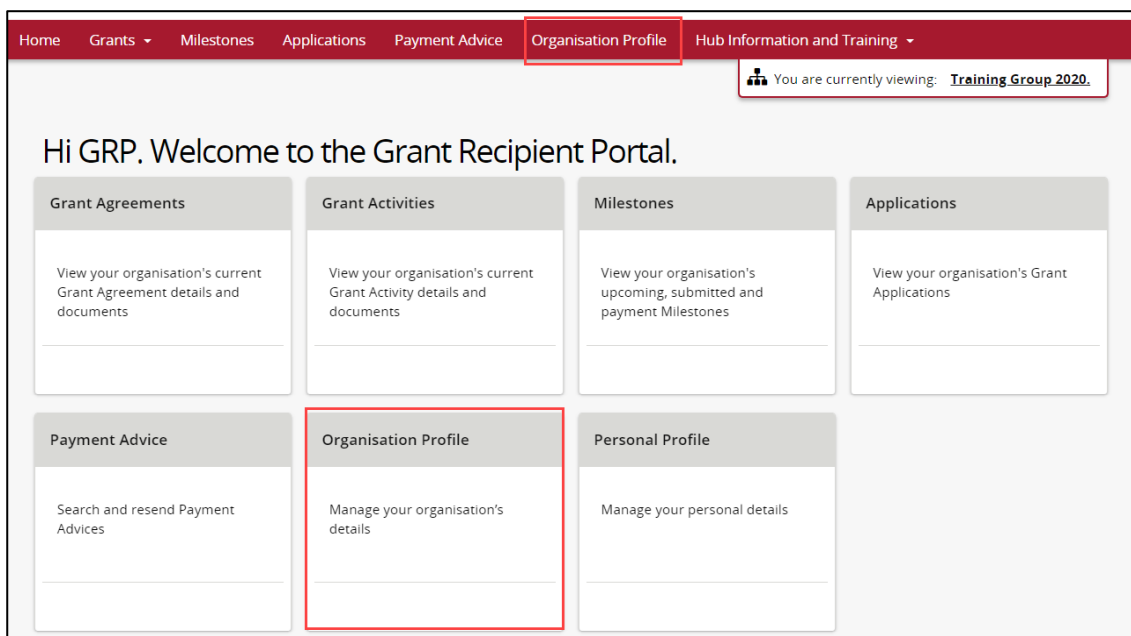 Home Grants Milestones Applications Payment Advice Organisation Profile Hub Information and Training
You are currently viewing: Training Group 2020.
Hi GRP. Welcome to the Grant Recipient Portal.
Grant Agreements
View your organisation's current
Grant Agreement details and
documents
Grant Activities
View your organisation's current
Grant Activity details and
documents
Milestones
View your organisation's
upcoming, submitted and
payment Milestones
Applications
View your organisation's Grant
Applications
Payment Advice
Search and resend Payment
Advices
Organisation Profile
Manage your organisation's
details
Personal Profile
Manage your personal details